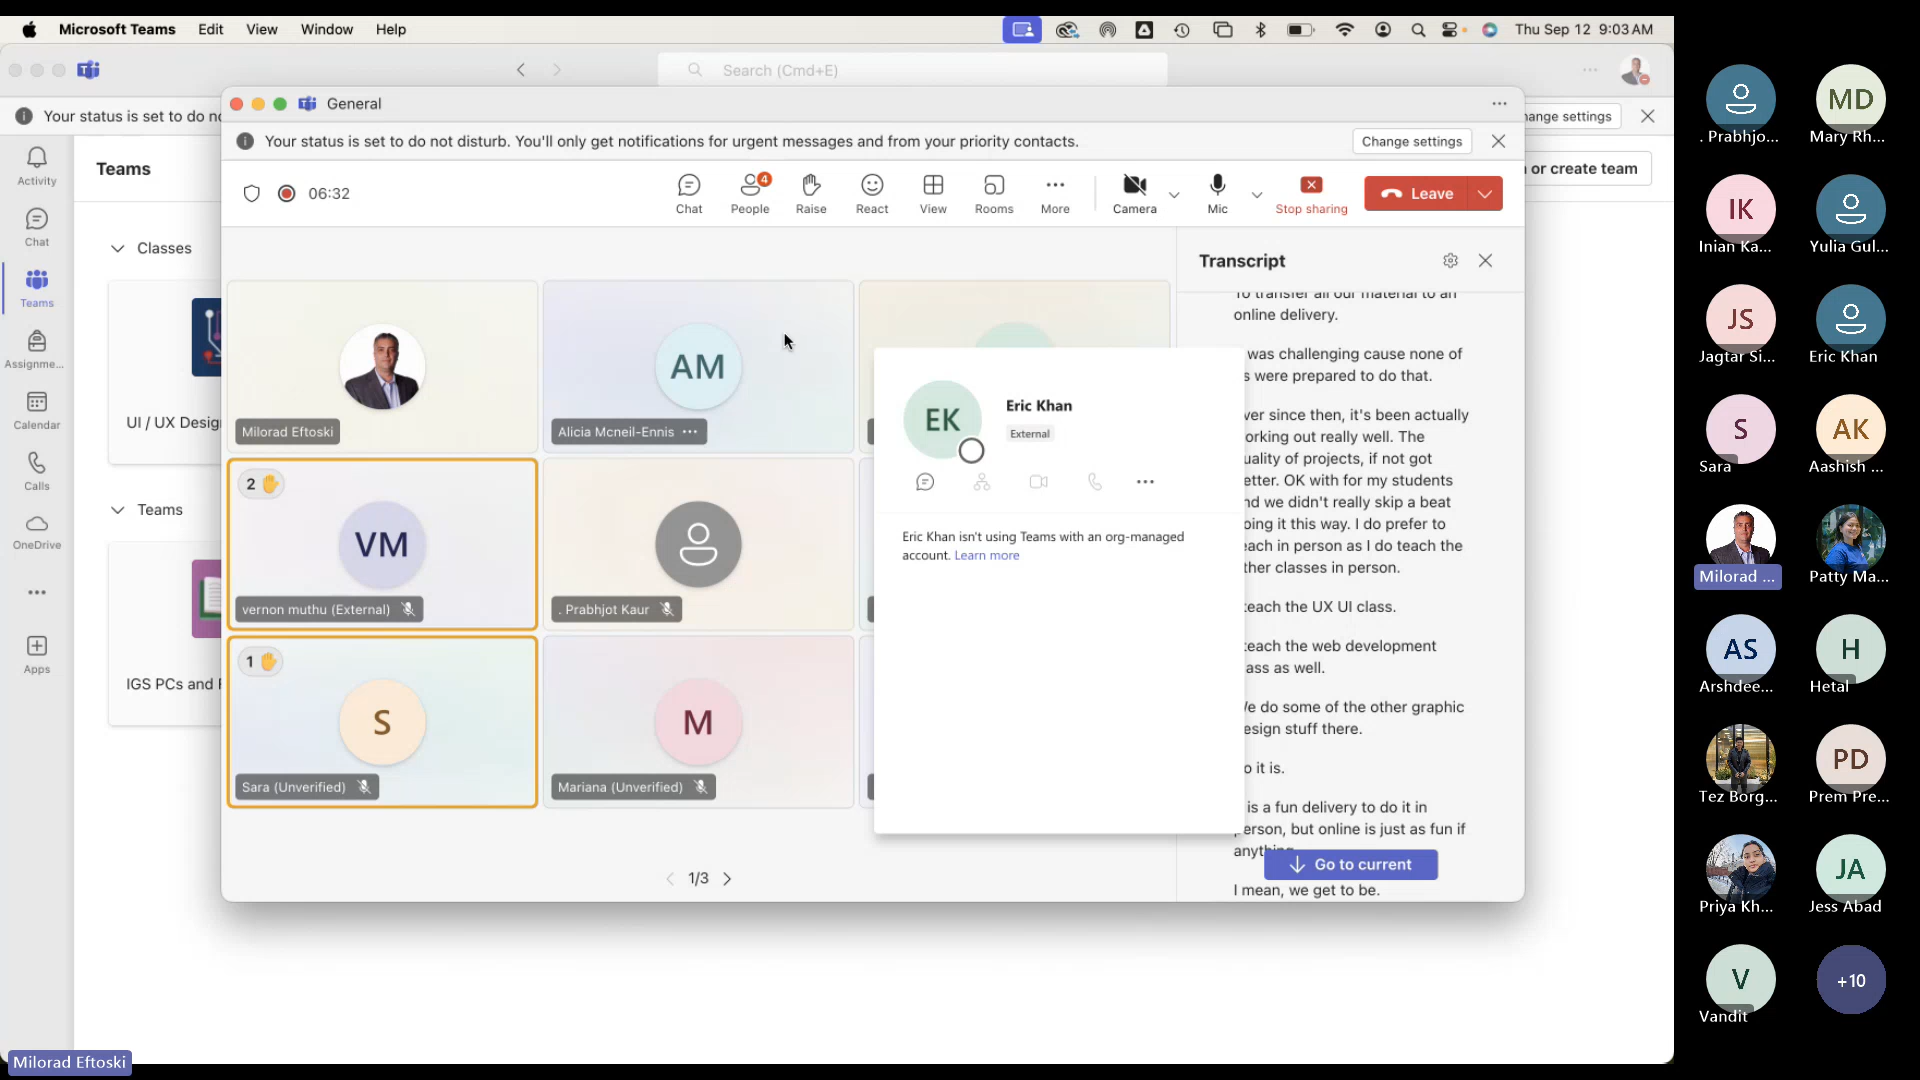 Microsoft Teams Edit View Window Help
Thu Sep 12 9:03 AM
Search (Cmd+E)
Your status is set to do
General
ange settings
Your status is set to do not disturb. You'll only get notifications for urgent messages and from your priority contacts.
Change settings
Activity
Chat
Teams
Assignme...
Calendar
Calls
OneDrive
Apps
Teams
or create team
Classes
UI / UX Desig
Teams
IGS PCs and
06:32
Chat
4
People
Raise
React
View
Rooms
More
Camera
Mic
Stop sharing
Leave
Milorad Eftoski
AM
Alicia Mcneil-Ennis
2
VM
vernon muthu (External)
. Prabhjot Kaur
1
S
Sara (Unverified)
M
Mariana (Unverified)
1/3
EK
Eric Khan
External
Eric Khan isn't using Teams with an org-managed
account. Learn more
Transcript
To transfer all our material to an
online delivery.
was challenging cause none of
s were prepared to do that.
ver since then, it's been actually
orking out really well. The
uality of projects, if not got
etter. OK with for my students
nd we didn't really skip a beat
oing it this way. I do prefer to
each in person as I do teach the
ther classes in person.
teach the UX UI class.
teach the web development
ass as well.
e do some of the other graphic
esign stuff there.
o it is.
is a fun delivery to do it in
erson, but online is just as fun if
anything
Go to current
I mean, we get to be.
. Prabhjo...
MD
Mary Rh...
IK
Inian Ka...
Yulia Gul...
JS
Jagtar Si...
Eric Khan
S
Sara
AK
Aashish ...
Milorad ...
Patty Ma...
AS
Arshdee...
H
Hetal
Tez Borg...
PD
Prem Pre...
Priya Kh...
JA
Jess Abad
V
Vandit
+10
Milorad Eftoski